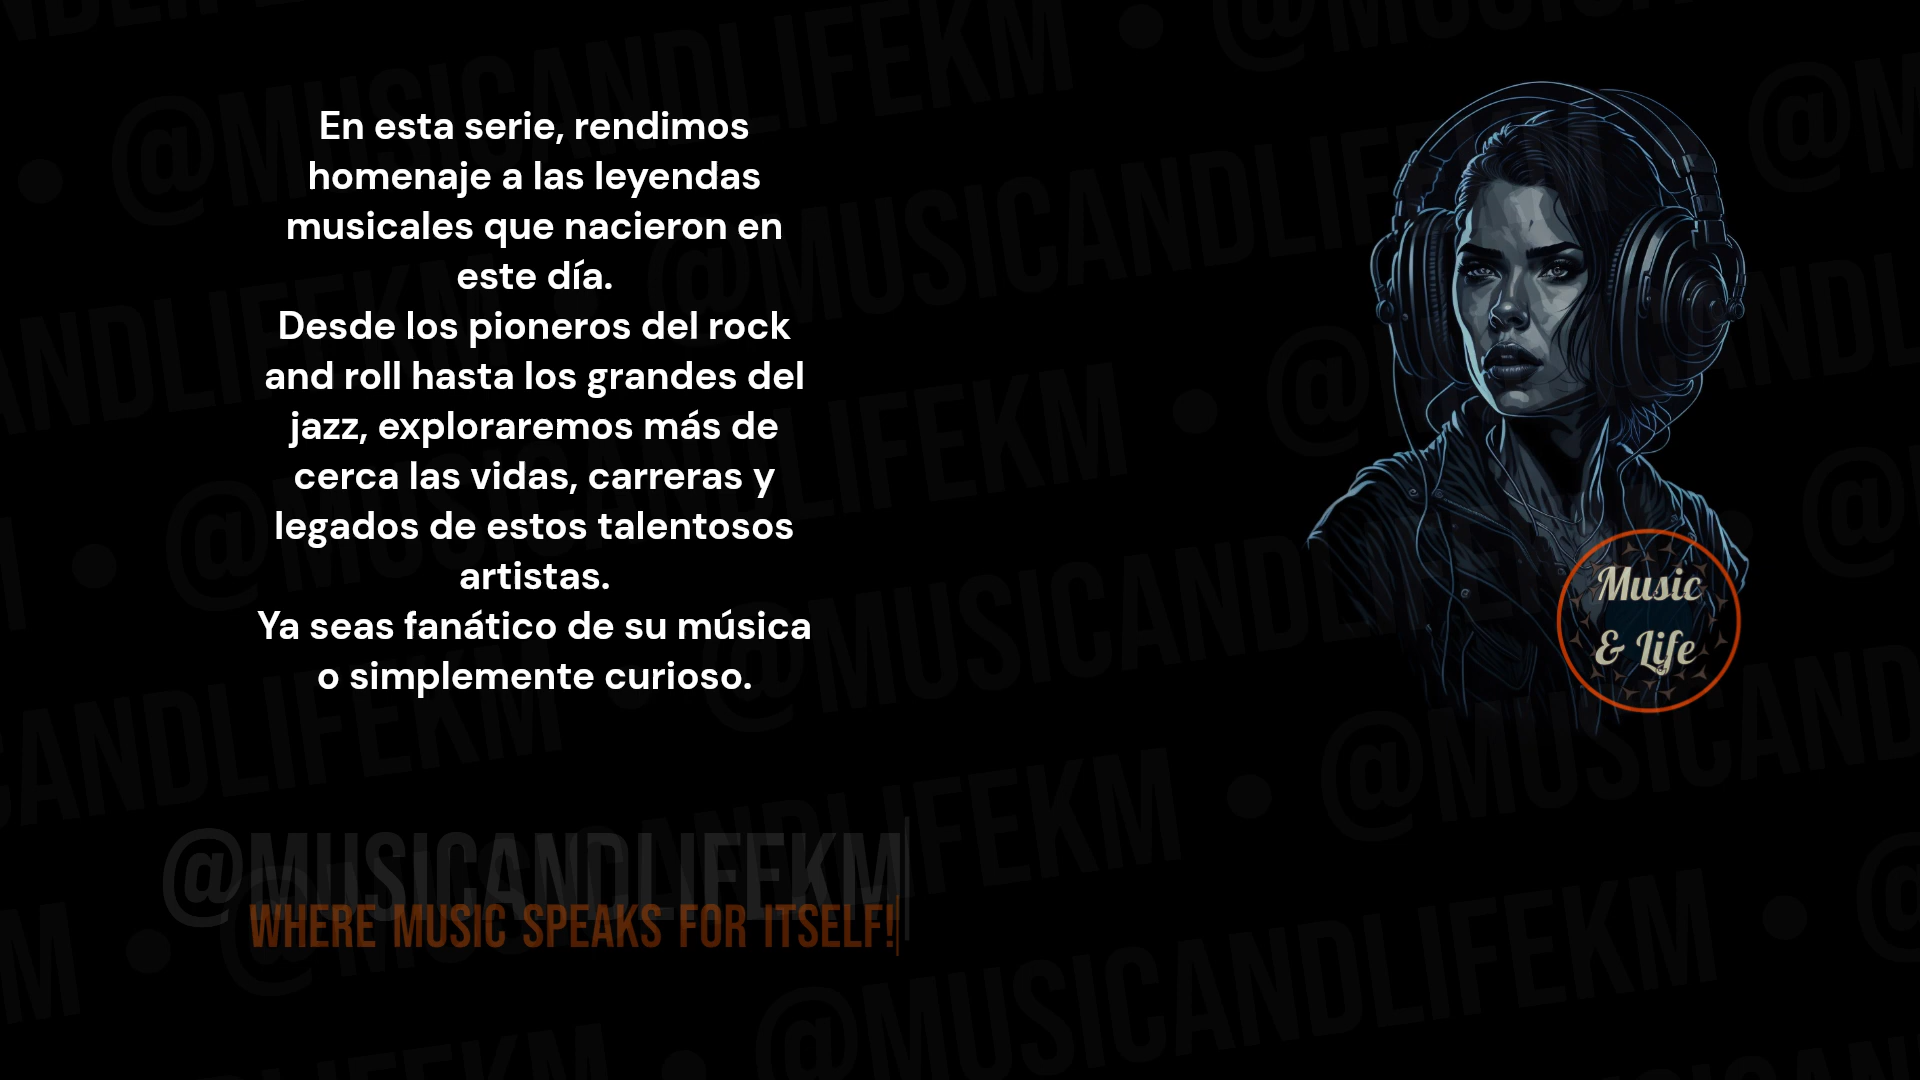 En esta serie, rendimos
homenaje a las leyendas
musicales que nacieron en
este día.
Desde los pioneros del rock
and roll hasta los grandes del
jazz, exploraremos más de
cerca las vidas, carreras y
legados de estos talentosos
artistas.
Ya seas fanático de su música
o simplemente curioso.
Music
& Life
@MUSICANDLIFEKM
WHERE MUSIC SPEAKS FOR ITSELF!